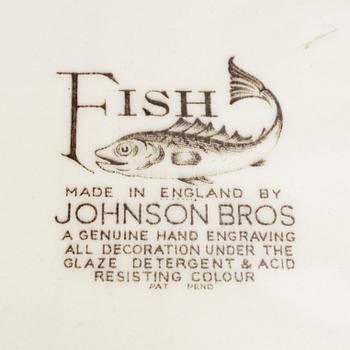 FISH
MADE IN ENGLAND BY
JOHNSON BROS
A GENUINE HAND ENGRAVING
ALL DECORATION UNDER THE
GLAZE DETERGENT & ACID
RESISTING COLOUR
PAT PEND